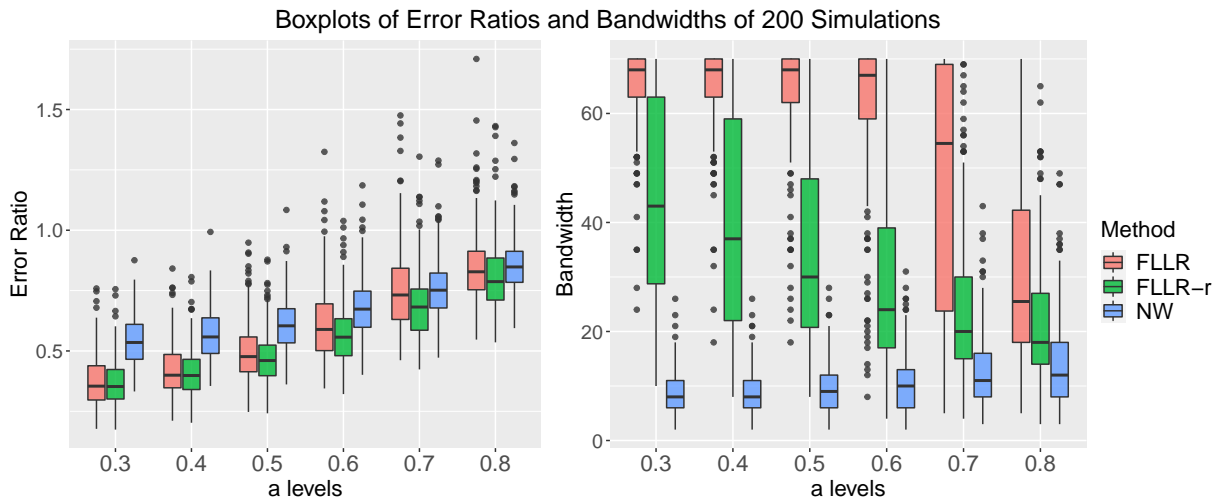 Boxplots of Error Ratios and Bandwidths of 200 Simulations
Error Ratio
1.5
1.0
0.5
0.3 0.4 0.5 0.6 0.7 0.8
a levels
Bandwidth
60
40
20
0
0.3 0.4 0.5 0.6 0.7 0.8
a levels
Method
FLLR
FLLR−r
NW